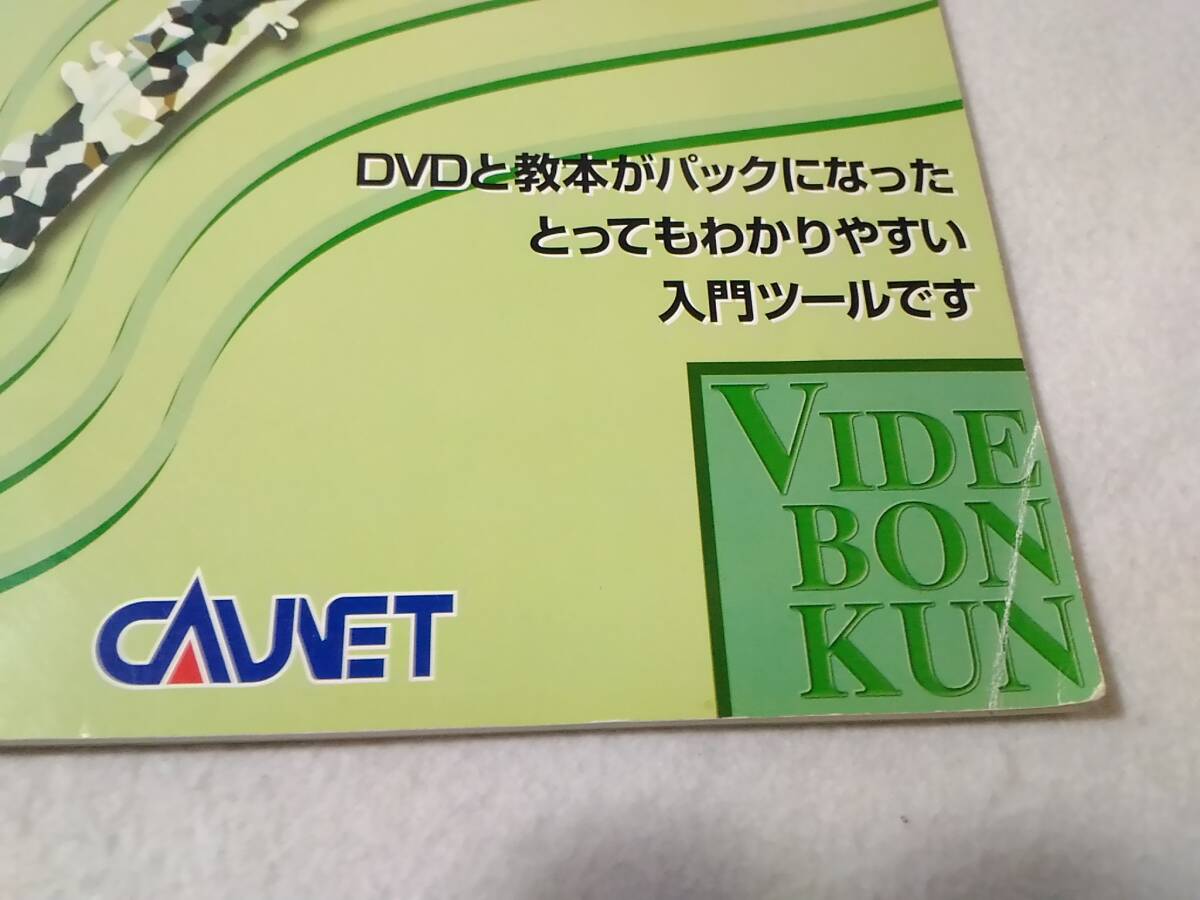 DVDと教本がパックになった
とってもわかりやすい
入門ツールです
VIDE
BON
KUN
CAUNET